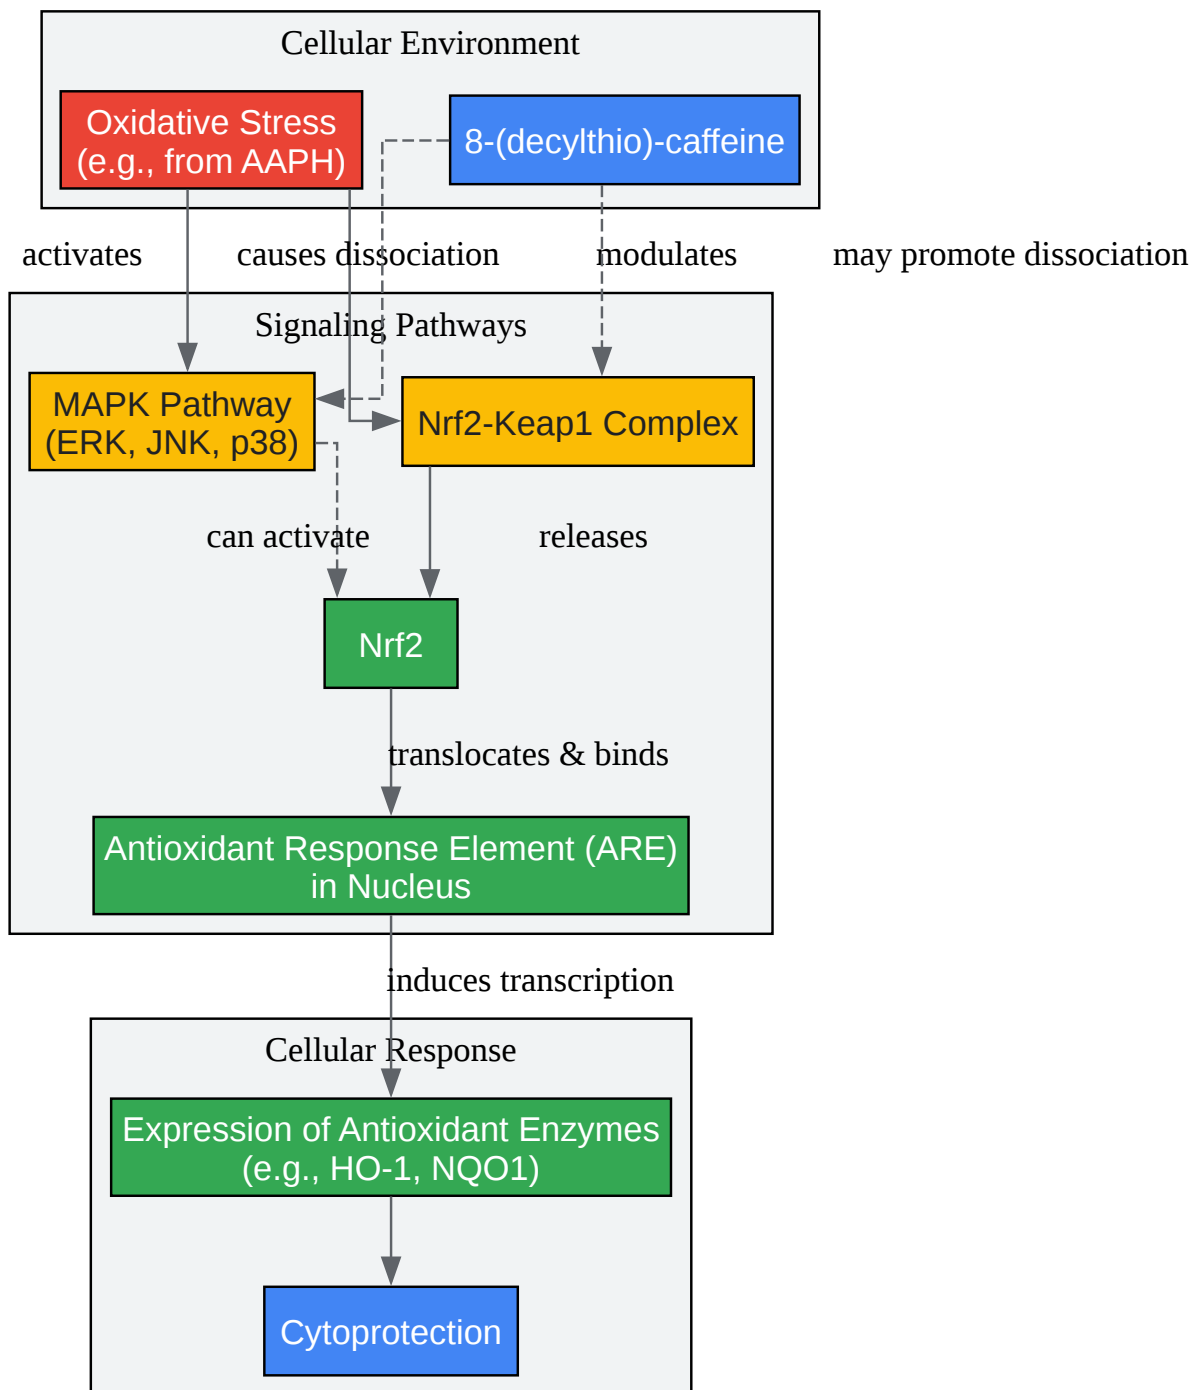 Cellular Environment
Oxidative Stress
(e.g., from AAPH)
8-(decylthio)-caffeine
activates
causes dissociation
modulates
may promote dissociation
Signaling Pathways
MAPK Pathway
(ERK, JNK, p38)
Nrf2-Keap1 Complex
can activate
releases
Nrf2
translocates & binds
Antioxidant Response Element (ARE)
in Nucleus
induces transcription
Cellular Response
Expression of Antioxidant Enzymes
(e.g., HO-1, NQO1)
Cytoprotection